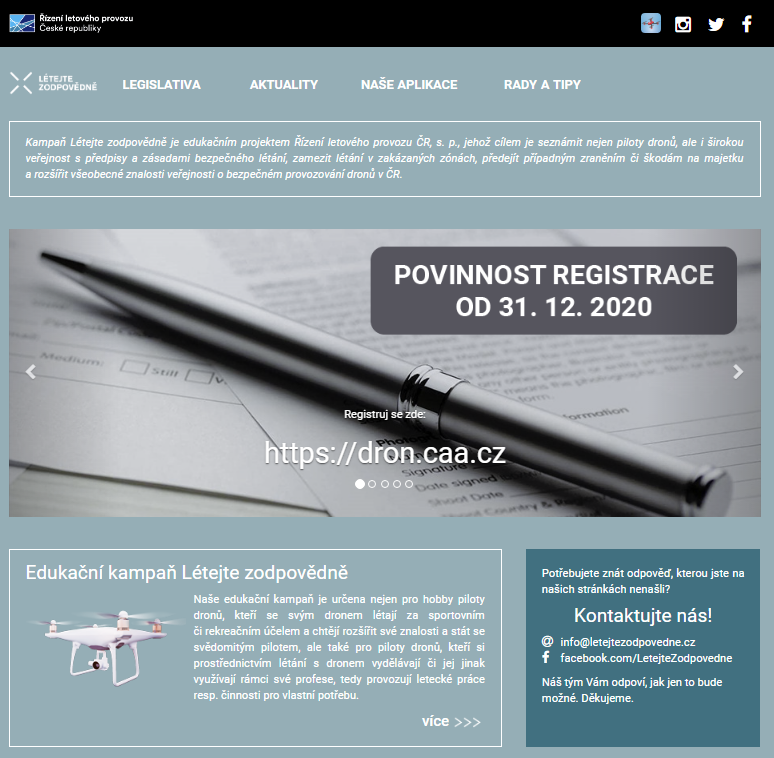 Řízení letového provozu
České republiky
LÉTEJTE
ZODPOVĚDNĚ
LEGISLATIVA
AKTUALITY
NAŠE APLIKACE
RADY A TIPY
Kampaň Létejte zodpovědně je edukačním projektem Řízení letového provozu ČR, s. p., jehož cílem je seznámit nejen piloty dronů, ale i širokou
veřejnost s předpisy a zásadami bezpečného létání, zamezit létání v zakázaných zónách, předejít případným zraněním či škodám na majetku
a rozšířit všeobecné znalosti veřejnosti o bezpečném provozování dronů v ČR.
POVINNOST REGISTRACE
OD 31. 12. 2020
Medium:
Still
Registruj se zde:
https://dron.caa.cz
Date signed
Shoot Date
Country & Region
Edukační kampaň Létejte zodpovědně
Naše edukační kampaň je určena nejen pro hobby piloty
dronů, kteří se svým dronem létají za sportovním
či rekreačním účelem a chtějí rozšířit své znalosti a stát se
svědomitým pilotem, ale také pro piloty dronů, kteří si
prostřednictvím létání s dronem vydělávají či jej jinak
využívají rámci své profese, tedy provozují letecké práce
resp. činnosti pro vlastní potřebu.
více >>>
Potřebujete znát odpověď, kterou jste na
našich stránkách nenašli?
Kontaktujte nás!
info@letejtezodpovedne.cz
facebook.com/LetejteZodpovedne
Náš tým Vám odpoví, jak jen to bude
možné. Děkujeme.